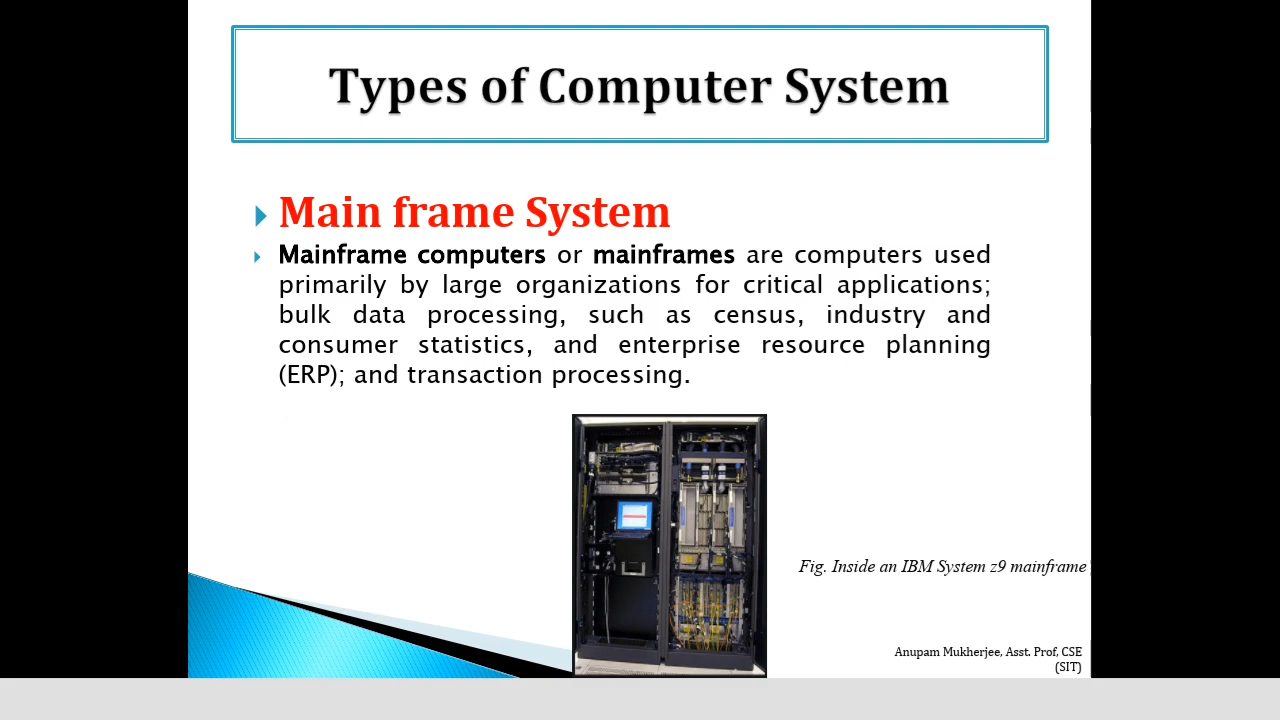 Types of Computer System
Main frame System
Mainframe computers or mainframes are computers used
primarily by large organizations for critical applications;
bulk data processing, such as census, industry and
consumer statistics, and enterprise resource planning
(ERP); and transaction processing.
Fig. Inside an IBM System z9 mainframe
Anupam Mukherjee, Asst. Prof, CSE
(SIT)